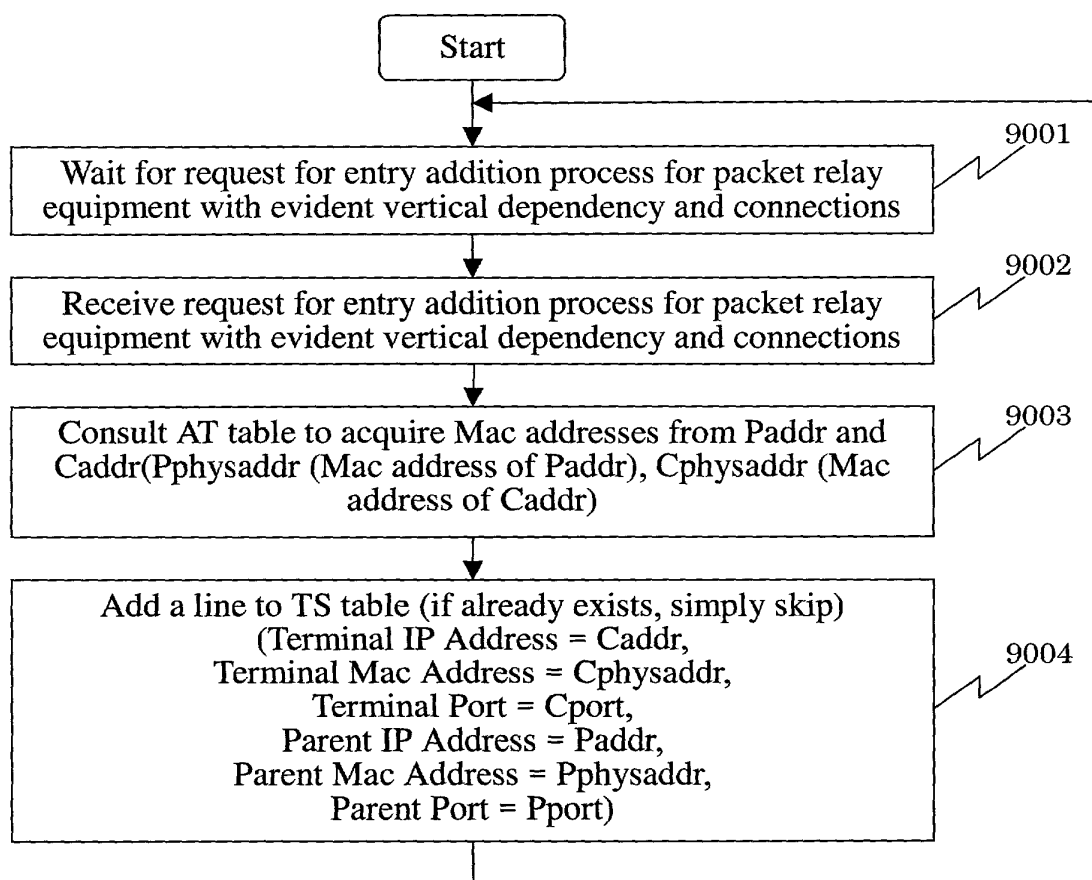 Start
9001
Wait for request for entry addition process for packet relay
equipment with evident vertical dependency and connections
9002
Receive request for entry addition process for packet relay
equipment with evident vertical dependency and connections
9003
Consult AT table to acquire Mac addresses from Paddr and
Caddr(Pphysaddr (Mac address of Paddr), Cphysaddr (Mac
address of Caddr)
Add a line to TS table (if already exists, simply skip)
(Terminal IP Address = Caddr,
Terminal Mac Address = Cphysaddr,
9004
Terminal Port = Cport,
Parent IP Address = Paddr,
Parent Mac Address = Pphysaddr,
Parent Port = Pport)